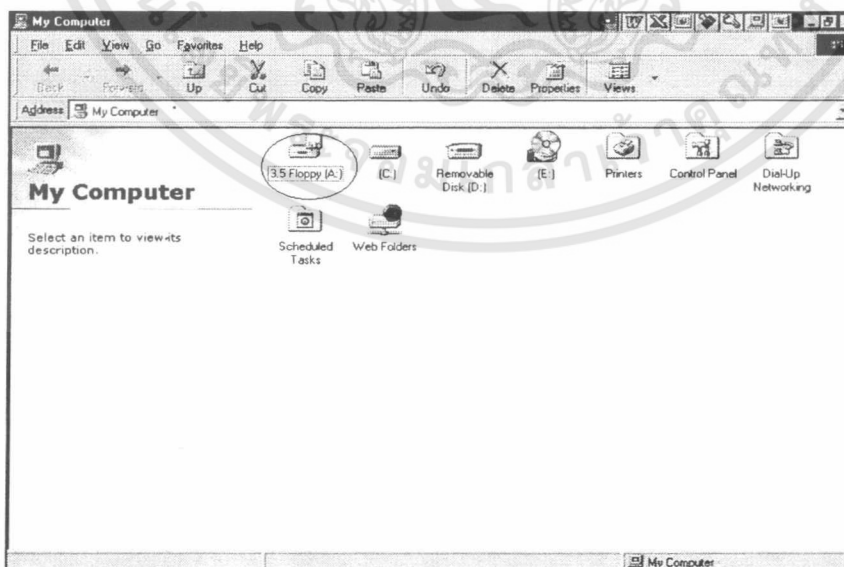 My Computer
File Edit View Go Favorites Help
Back Forward Up Cut Copy Paste Undo Delete Properties Views
Address My Computer
My Computer
Select an item to view its description.
3.5 Floppy (A:) (C:) Removable Disk (D:) (E:) Printers Control Panel Dial-Up Networking
Scheduled Tasks Web Folders
My Computer